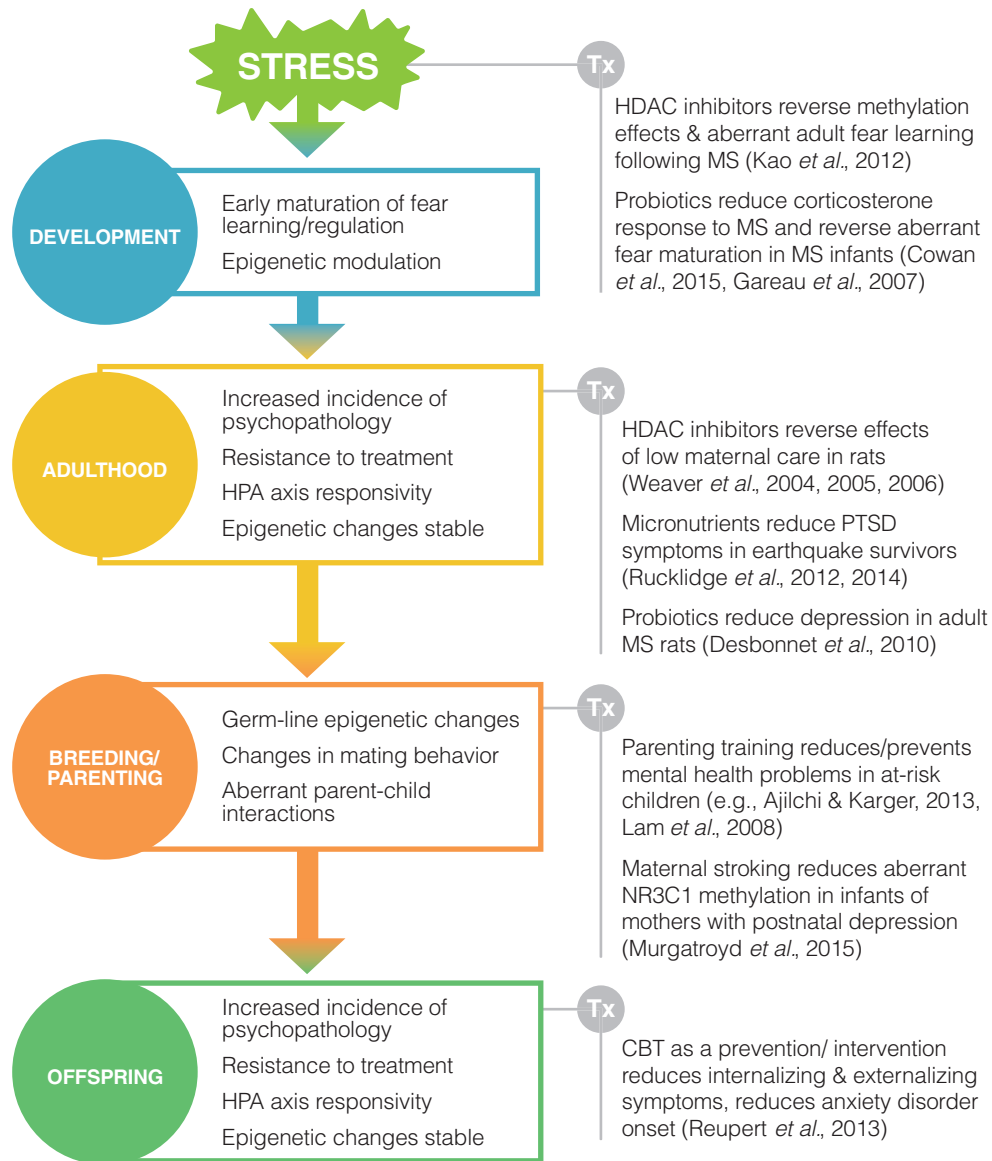 STRESS
Tx
HDAC inhibitors reverse methylation
effects & aberrant adult fear learning
following MS (Kao et al., 2012)
Probiotics reduce corticosterone
response to MS and reverse aberrant
fear maturation in MS infants (Cowan
et al., 2015, Gareau et al., 2007)
DEVELOPMENT
Early maturation of fear
learning/regulation
Epigenetic modulation
Tx
HDAC inhibitors reverse effects
of low maternal care in rats
(Weaver et al., 2004, 2005, 2006)
Micronutrients reduce PTSD
symptoms in earthquake survivors
(Rucklidge et al., 2012, 2014)
Probiotics reduce depression in adult
MS rats (Desbonnet et al., 2010)
ADULTHOOD
Increased incidence of
psychopathology
Resistance to treatment
HPA axis responsivity
Epigenetic changes stable
Tx
Parenting training reduces/prevents
mental health problems in at-risk
children (e.g., Ajilchi & Karger, 2013,
Lam et al., 2008)
Maternal stroking reduces aberrant
NR3C1 methylation in infants of
mothers with postnatal depression
(Murgatroyd et al., 2015)
BREEDING/
PARENTING
Germ-line epigenetic changes
Changes in mating behavior
Aberrant parent-child
interactions
Tx
CBT as a prevention/ intervention
reduces internalizing & externalizing
symptoms, reduces anxiety disorder
onset (Reupert et al., 2013)
OFFSPRING
Increased incidence of
psychopathology
Resistance to treatment
HPA axis responsivity
Epigenetic changes stable